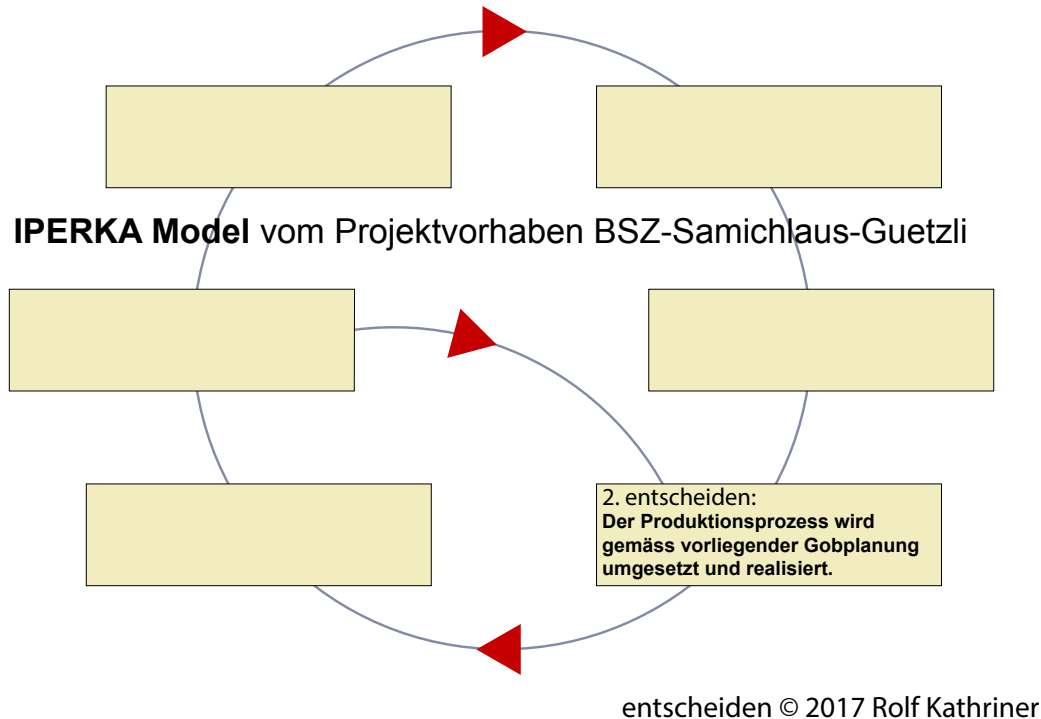 IPERKA Model vom Projektvorhaben BSZ-Samichlaus-Guetzli
2. entscheiden:
Der Produktionsprozess wird
gemäss vorliegender Gobplanung
umgesetzt und realisiert.
entscheiden © 2017 Rolf Kathriner